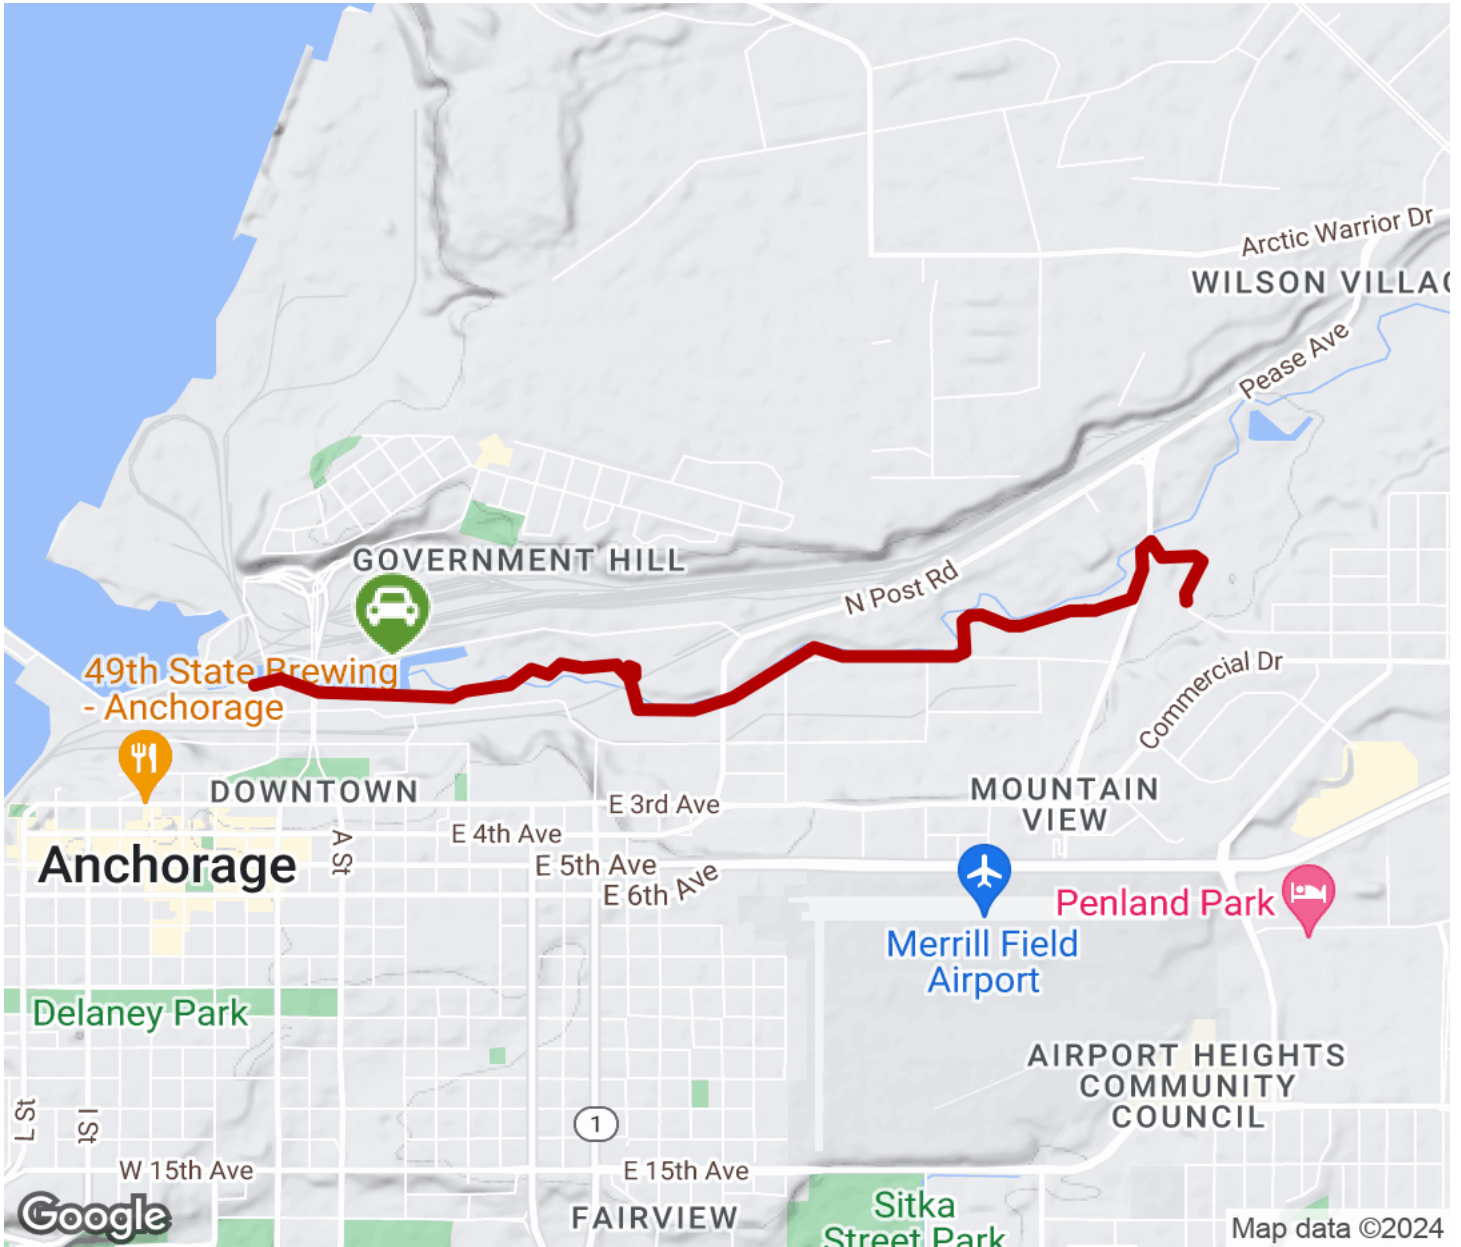 Arctic Warrior Dr
WILSON VILLAG
Pease Ave
GOVERNMENT HILL
N Post Rd
49th State Brewing
- Anchorage
Commercial Dr
DOWNTOWN
E 3rd Ave
MOUNTAIN
VIEW
E 4th Ave
A St
Anchorage
E 5th Ave
E 6th Ave
Penland Park
Merrill Field
Airport
Delaney Park
AIRPORT HEIGHTS
COMMUNITY
COUNCIL
L St
I St
1
W 15th Ave
E 15th Ave
Sitka
Street Park
FAIRVIEW
Google
Map data ©2024